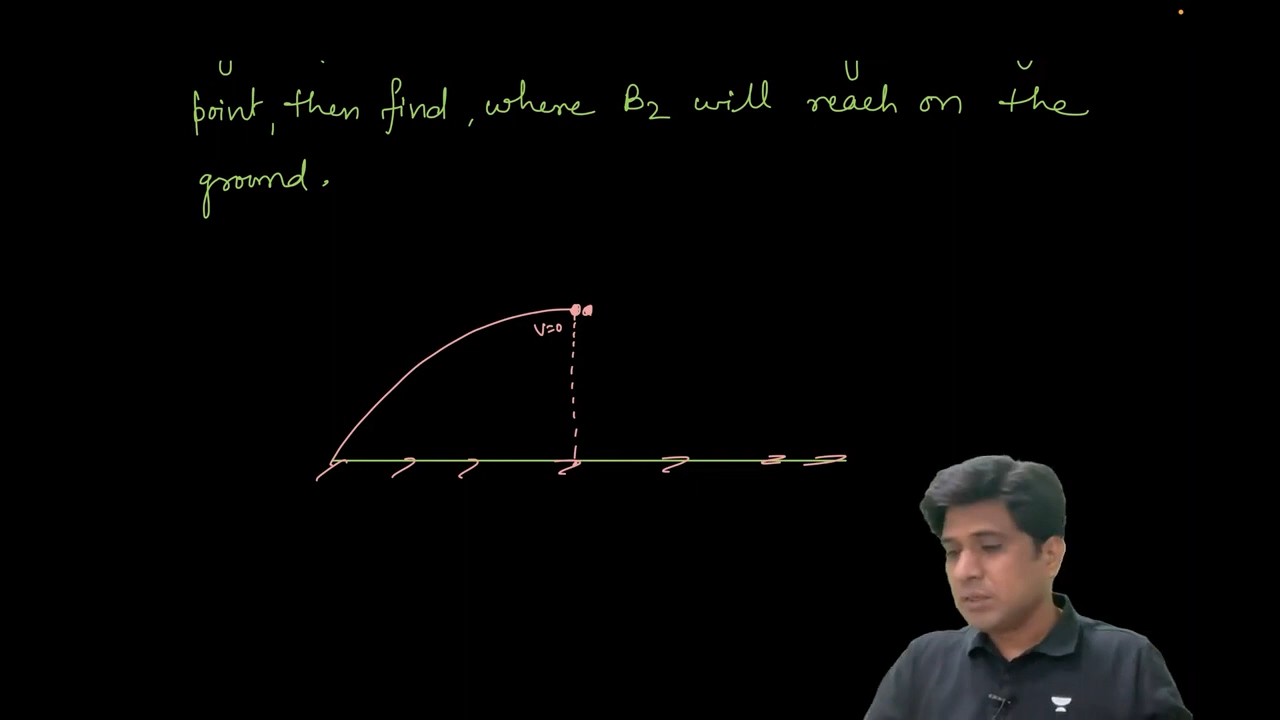 point, then find, where B2 will reach on the
ground.
V=0